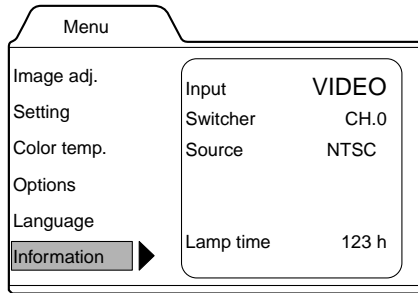 Menu
Image adj.
Setting
Color temp.
Options
Language
Information
Input VIDEO
Switcher CH.0
Source NTSC
Lamp time 123 h